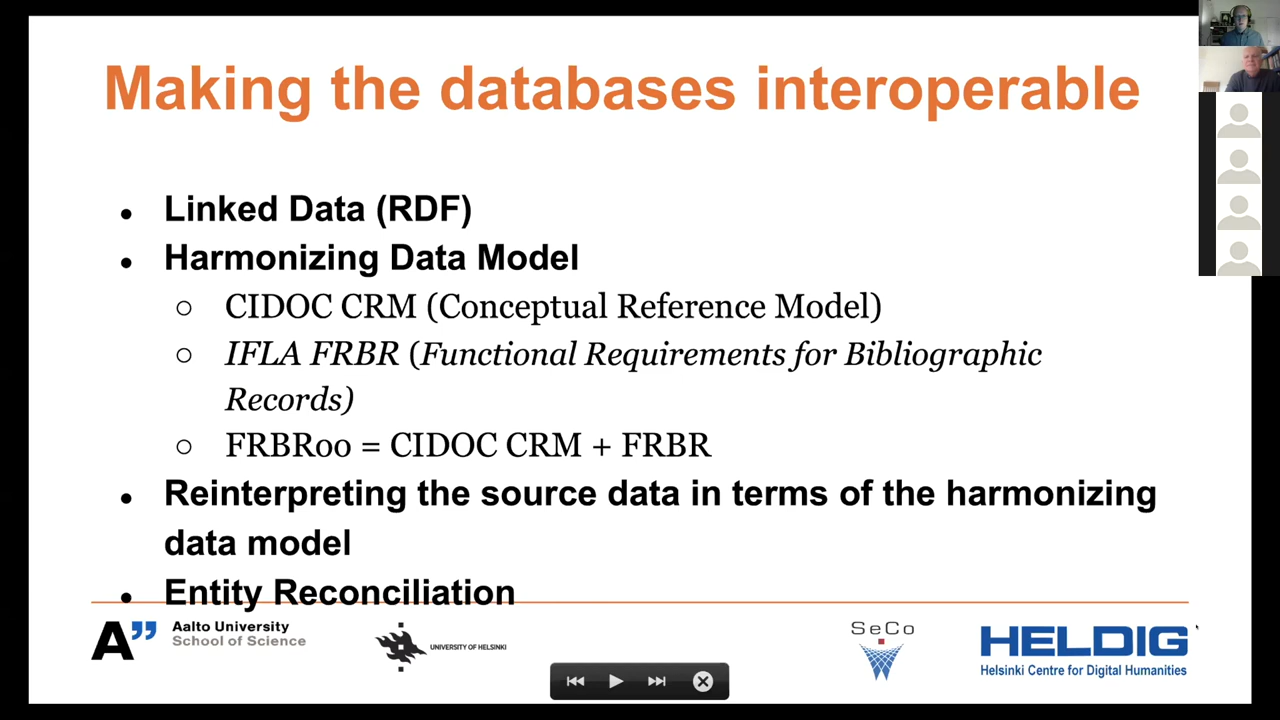 Making the databases interoperable
● Linked Data (RDF)
● Harmonizing Data Model
○ CIDOC CRM (Conceptual Reference Model)
○ IFLA FRBR (Functional Requirements for Bibliographic
Records)
○ FRBRoo = CIDOC CRM + FRBR
● Reinterpreting the source data in terms of the harmonizing
data model
● Entity Reconciliation
A” Aalto University
School of Science
UNIVERSITY OF HELSINKI
SeCo
HELDIG
Helsinki Centre for Digital Humanities